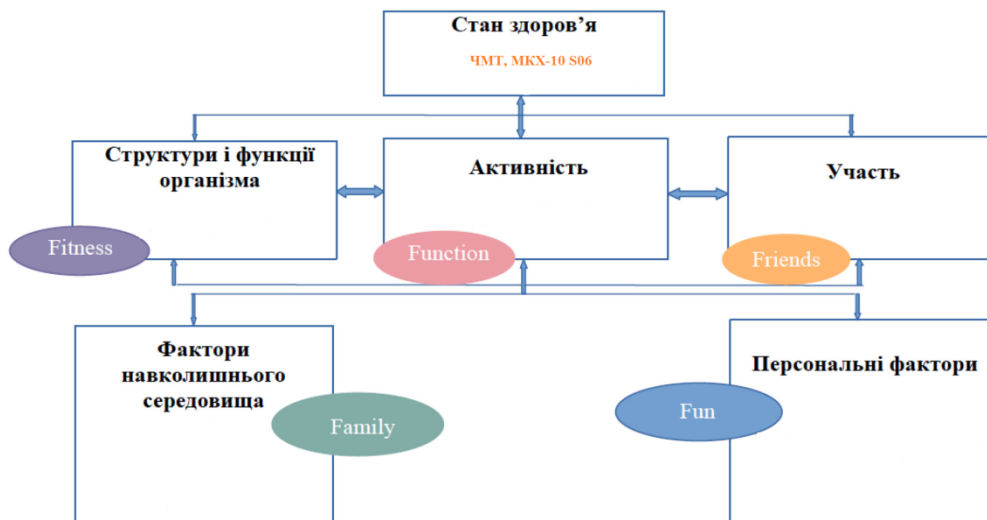 Стан здоров’я
ЧМТ, МКХ-10 S06
Структури і функції
організма
Активність
Участь
Fitness
Function
Friends
Фактори
навколишнього
середовища
Персональні фактори
Family
Fun